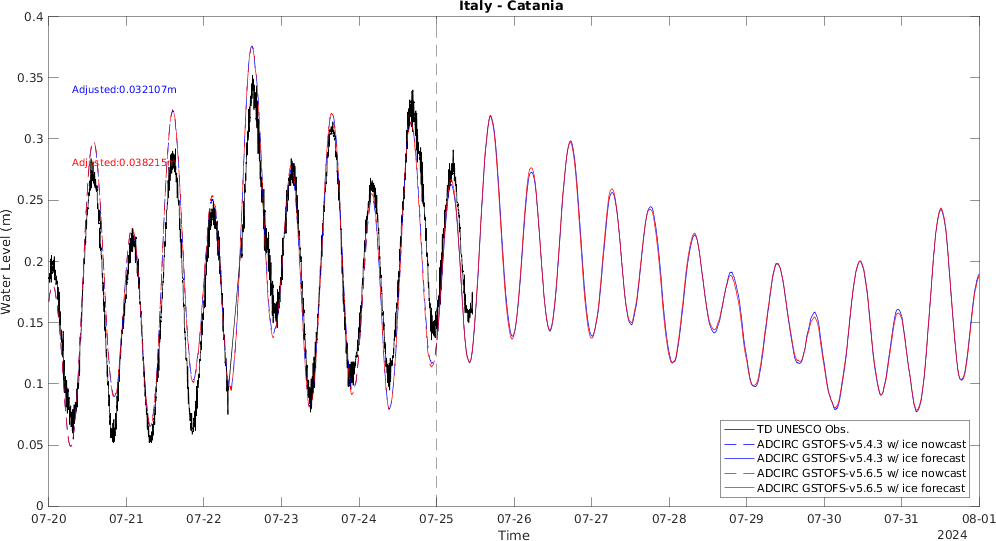 Italy - Catania
Water Level (m)
0.4
0.35
0.3
0.25
0.2
0.15
0.1
0.05
0
Adjusted:0.032107m
Adjusted:0.038215m
TD UNESCO Obs.
ADCIRC GSTOFS-v5.4.3 w/ ice nowcast
ADCIRC GSTOFS-v5.4.3 w/ ice forecast
ADCIRC GSTOFS-v5.6.5 w/ ice nowcast
ADCIRC GSTOFS-v5.6.5 w/ ice forecast
07-20 07-21 07-22 07-23 07-24 07-25 07-26 07-27 07-28 07-29 07-30 07-31 08-01
Time
2024